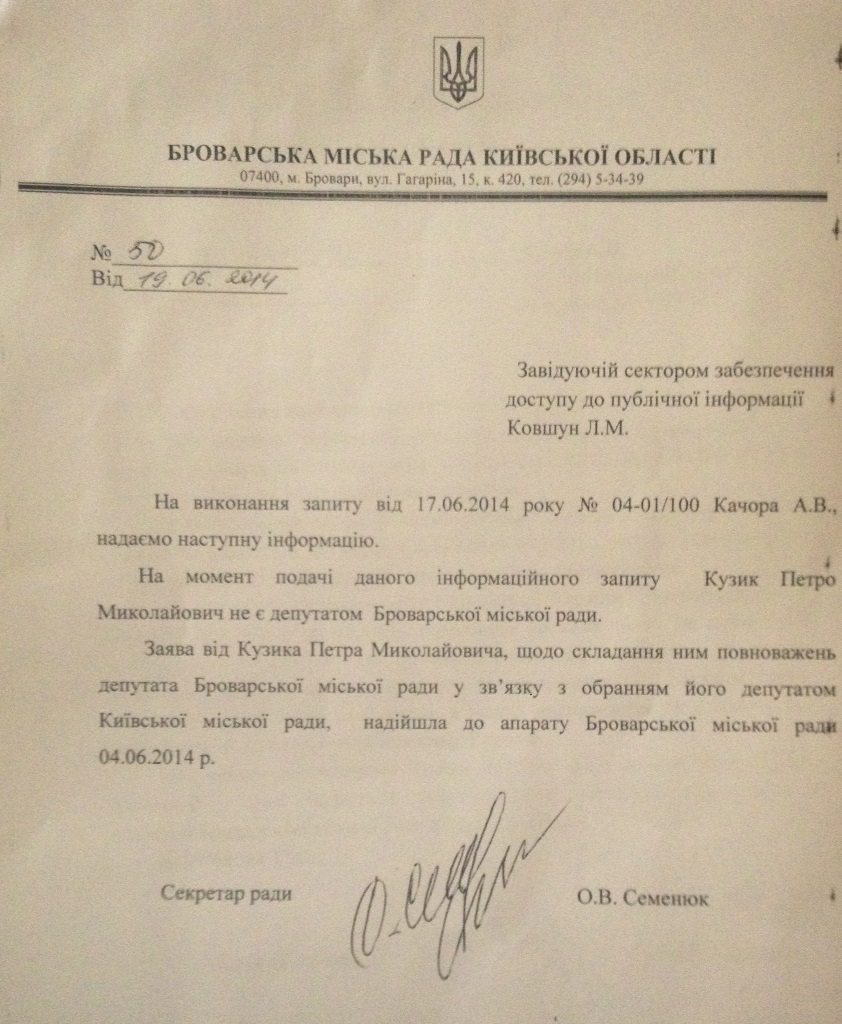 БРОВАРСЬКА МІСЬКА РАДА КИЇВСЬКОЇ ОБЛАСТІ
07400, м. Бровари, вул. Гагаріна, 15, к. 420, тел. (294) 5-34-39
№ 50
Від 19. 06. 2014
Завідуючій сектором забезпечення
доступу до публічної інформації
Ковшун Л.М.
На виконання запиту від 17.06.2014 року № 04-01/100 Качора А.В.,
надаємо наступну інформацію.
На момент подачі даного інформаційного запиту Кузик Петро
Миколайович не є депутатом Броварської міської ради.
Заява від Кузика Петра Миколайовича, щодо складання ним повноважень
депутата Броварської міської ради у зв’язку з обранням його депутатом
Київської міської ради, надійшла до апарату Броварської міської ради
04.06.2014 р.
Секретар ради О.В. Семенюк